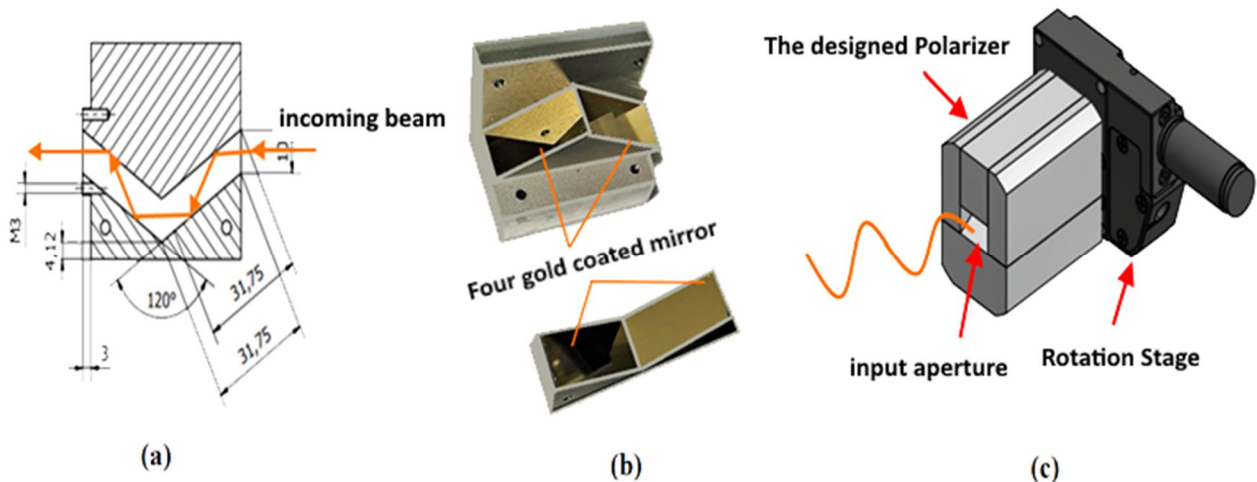 incoming beam
10
M3
4,12
120°
31,75
31,75
3
(a)
Four gold coated mirror
(b)
The designed Polarizer
input aperture
Rotation Stage
(c)